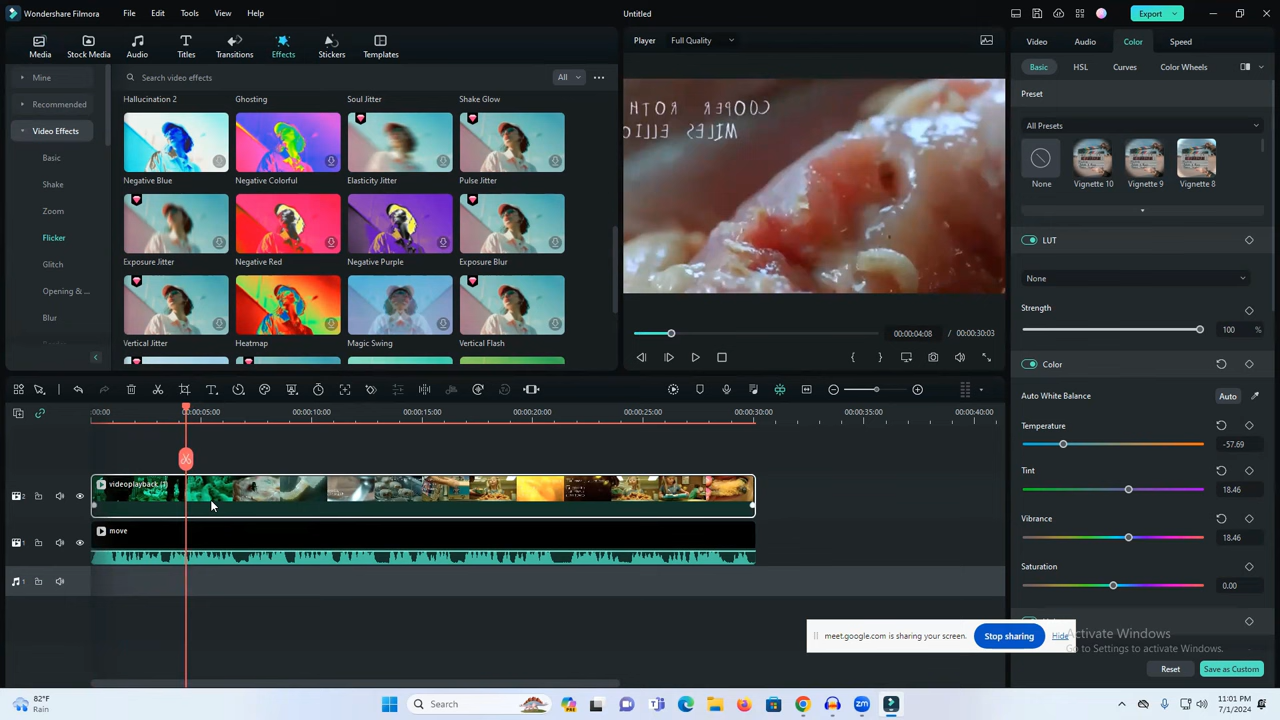 Wondershare Filmora
File
Edit
Tools
View
Help
Untitled
Export
Media
Stock Media
Audio
Titles
Transitions
Effects
Stickers
Templates
Player
Full Quality
Video
Audio
Color
Speed
Mine
Search video effects
All
Basic
HSL
Curves
Color Wheels
Recommended
Hallucination 2
Ghosting
Soul Jitter
Shake Glow
Preset
Video Effects
COOPER ROTH
MILES ELLIO
All Presets
Basic
Negative Blue
Negative Colorful
Elasticity Jitter
Pulse Jitter
None
Vignette 10
Vignette 9
Vignette 8
Shake
Zoom
Flicker
Exposure Jitter
Negative Red
Negative Purple
Exposure Blur
LUT
Glitch
None
Opening & ...
Strength
Blur
100 %
Vertical Jitter
Heatmap
Magic Swing
Vertical Flash
00:00:04:08 / 00:00:30:03
Color
Auto White Balance
Auto
:00:00
00:00:05:00
00:00:10:00
00:00:15:00
00:00:20:00
00:00:25:00
00:00:30:00
00:00:35:00
00:00:40:00
Temperature
-57.69
Tint
18.46
videoplayback (3)
2
Vibrance
18.46
move
1
Saturation
0.00
1
meet.google.com is sharing your screen.
Stop sharing
Hide
Activate Windows
Go to Settings to activate Windows.
Reset
Save as Custom
82°F
Rain
Search
11:01 PM
7/1/2024